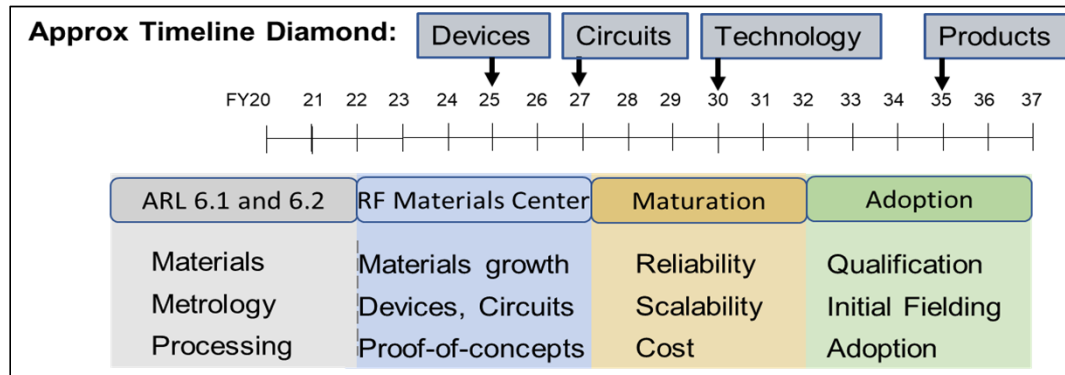 Approx Timeline Diamond: Devices Circuits Technology Products
FY20 21 22 23 24 25 26 27 28 29 30 31 32 33 34 35 36 37
ARL 6.1 and 6.2 RF Materials Center Maturation Adoption
Materials Materials growth Reliability Qualification
Metrology Devices, Circuits Scalability Initial Fielding
Processing Proof-of-concepts Cost Adoption